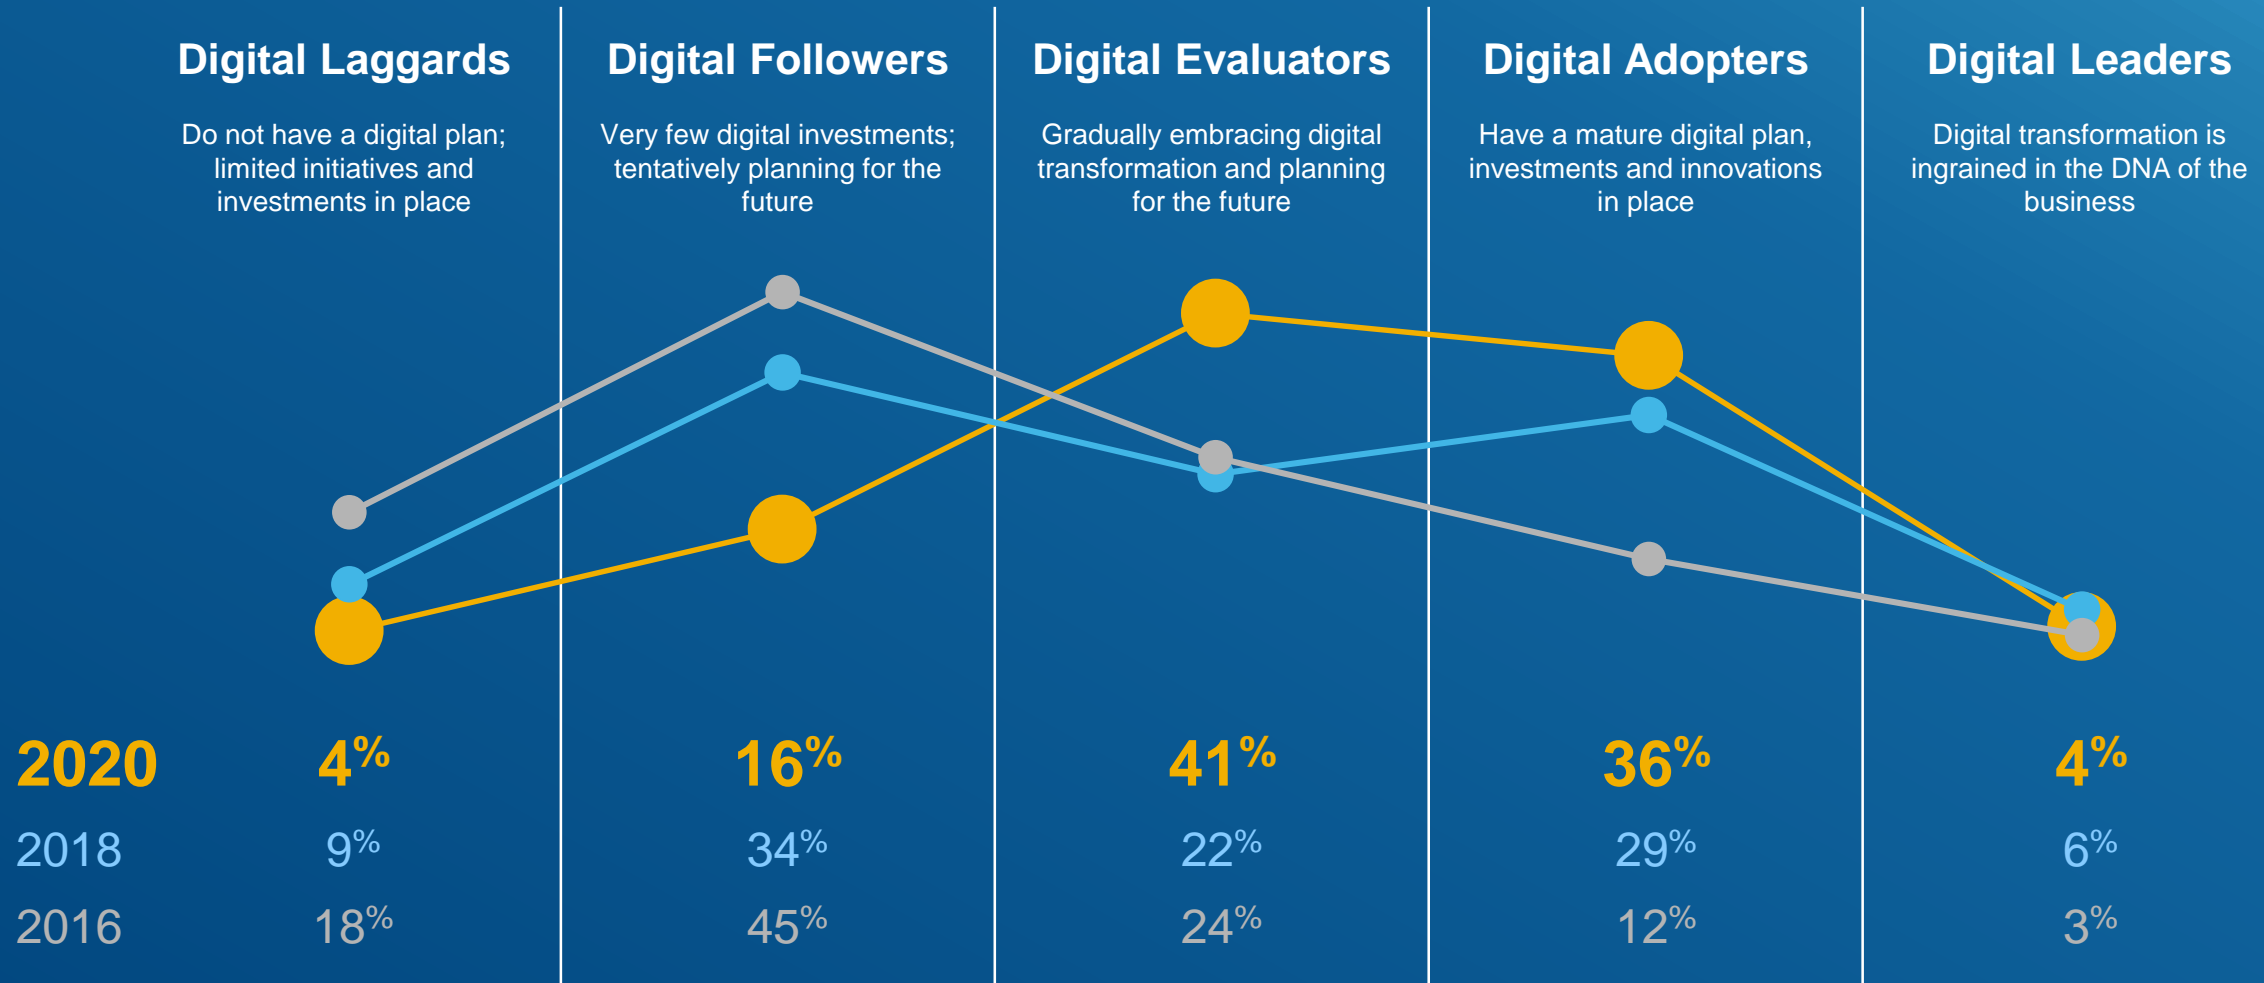 Digital Laggards
Do not have a digital plan;
limited initiatives and
investments in place
Digital Followers
Very few digital investments;
tentatively planning for the
future
Digital Evaluators
Gradually embracing digital
transformation and planning
for the future
Digital Adopters
Have a mature digital plan,
investments and innovations
in place
Digital Leaders
Digital transformation is
ingrained in the DNA of the
business
2020 4% 16% 41% 36% 4%
2018 9% 34% 22% 29% 6%
2016 18% 45% 24% 12% 3%